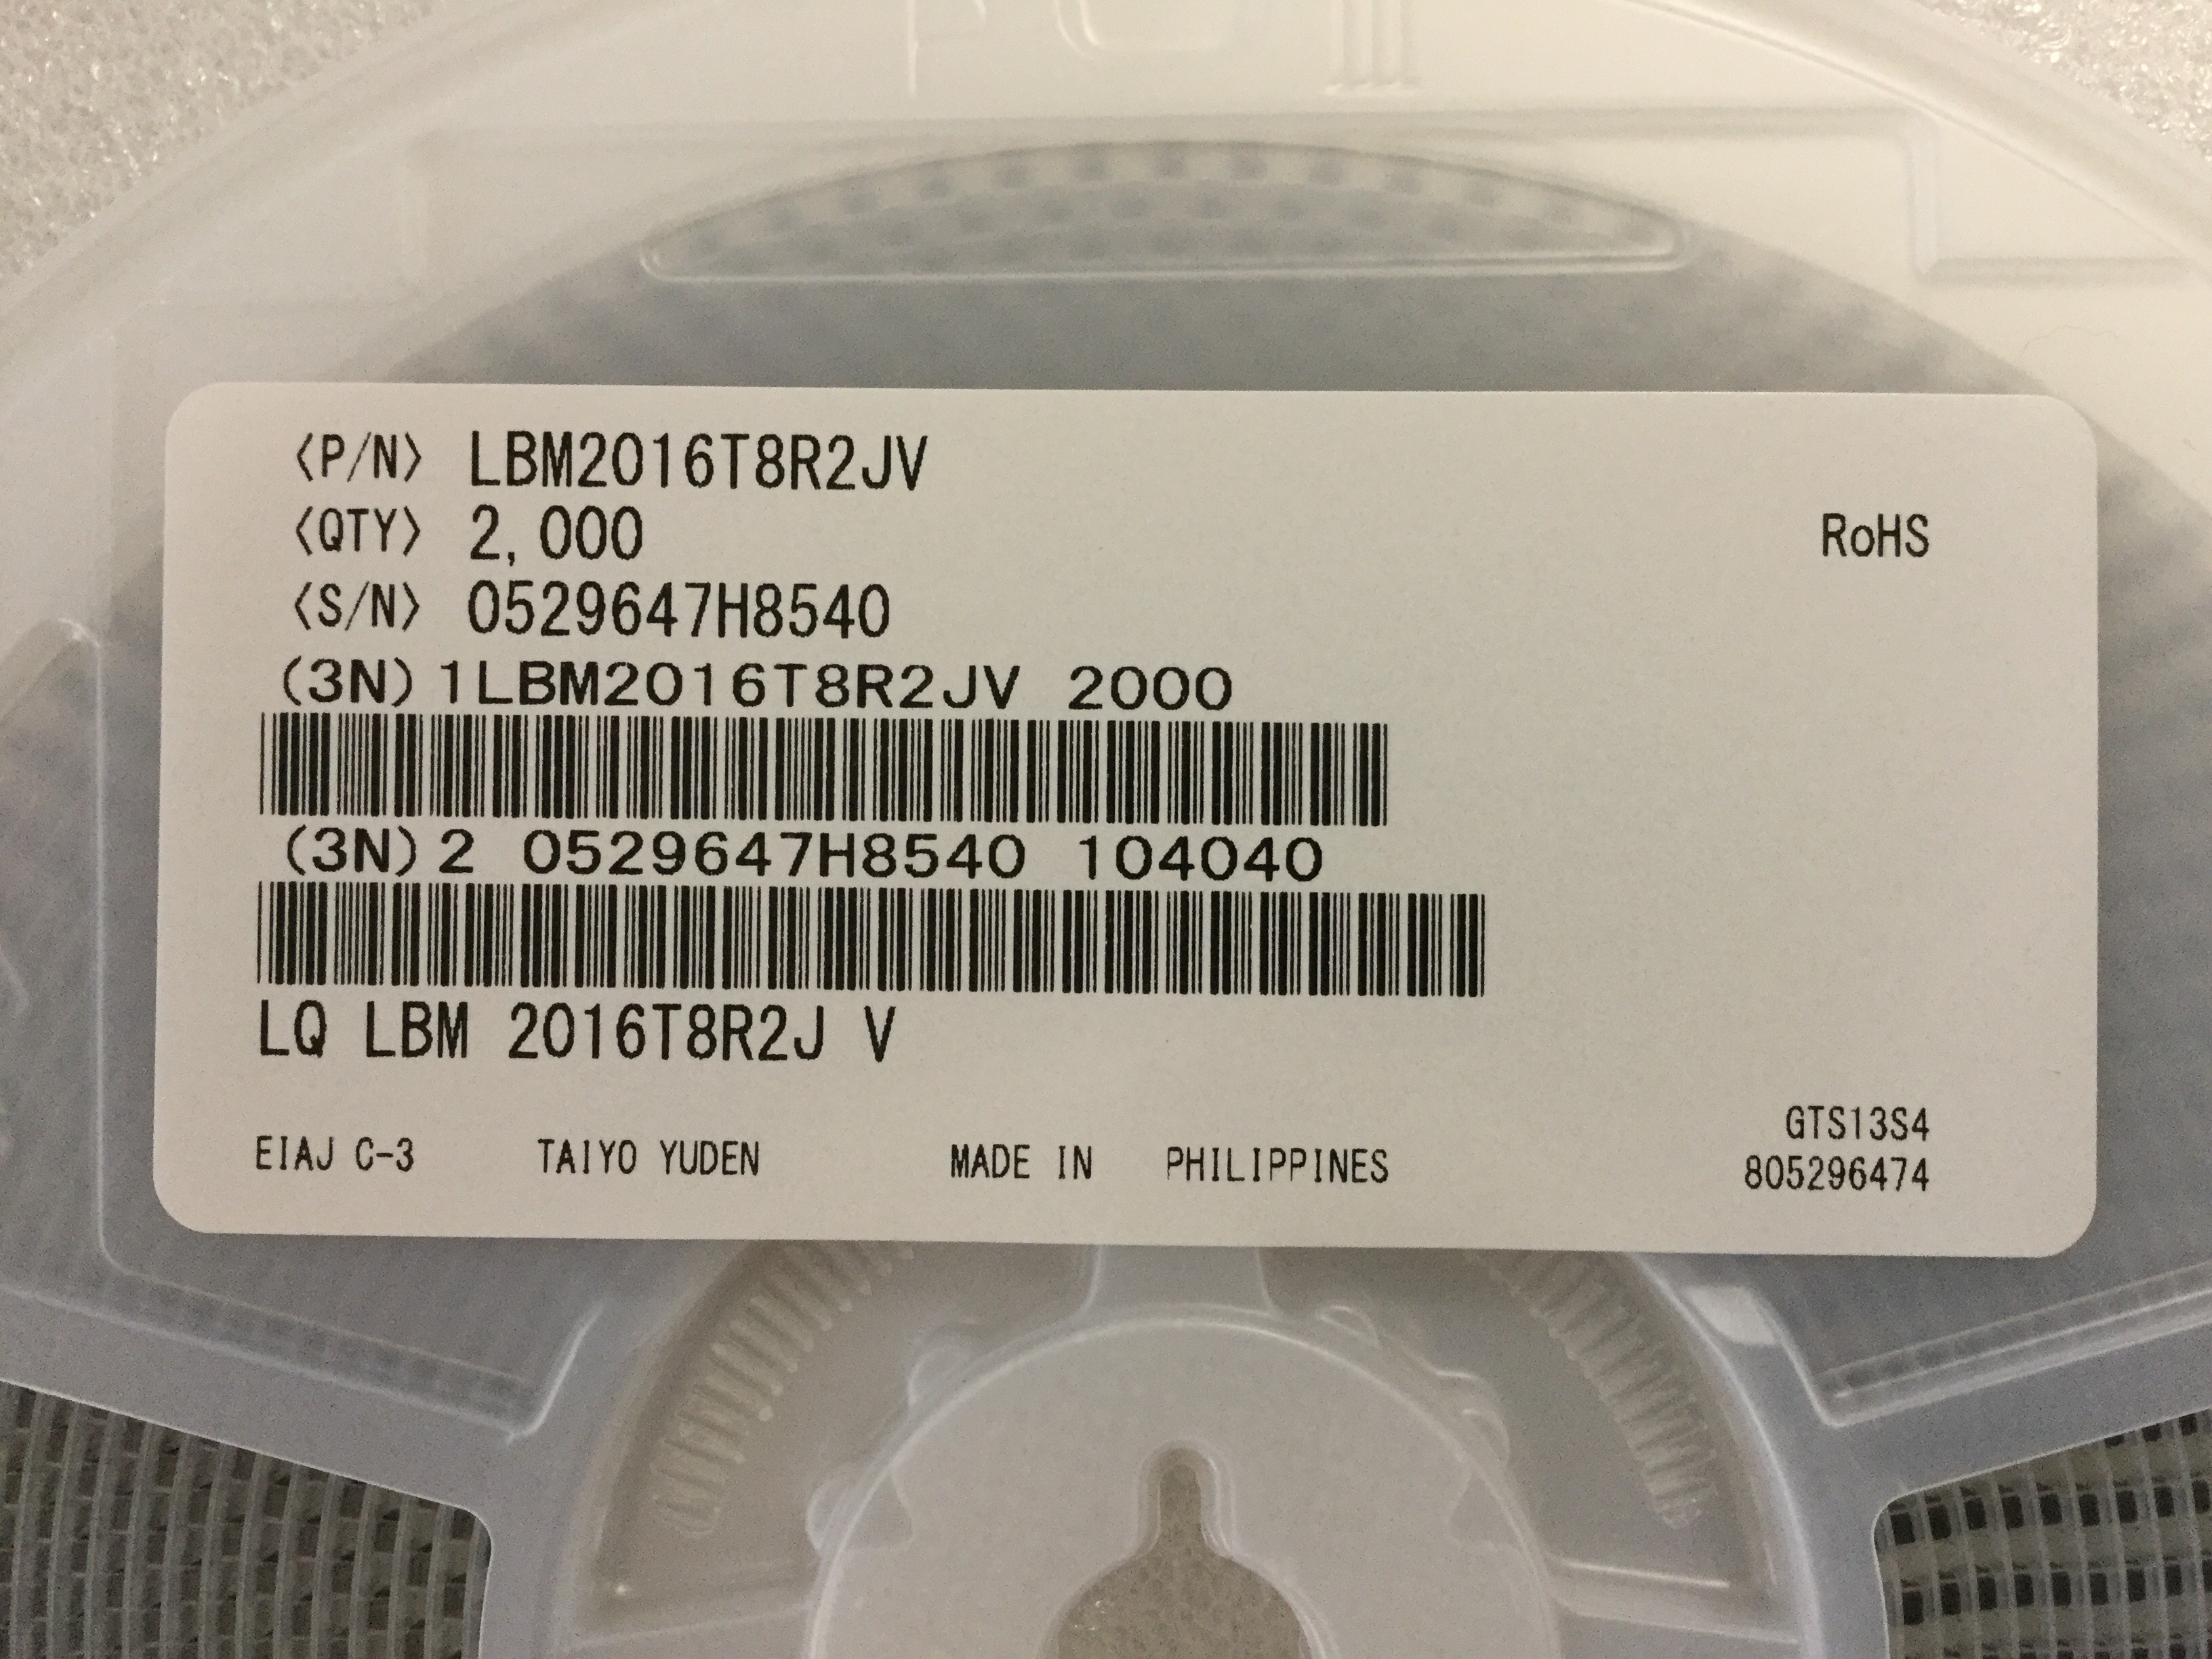 〈P/N〉 LBM2016T8R2JV
〈QTY〉 2,000
RoHS
〈S/N〉 0529647H8540
(3N)1LBM2016T8R2JV 2000
(3N)2 0529647H8540 104040
LQ LBM 2016T8R2J V
GTS13S4
EIAJ C-3 TAIYO YUDEN MADE IN PHILIPPINES 805296474